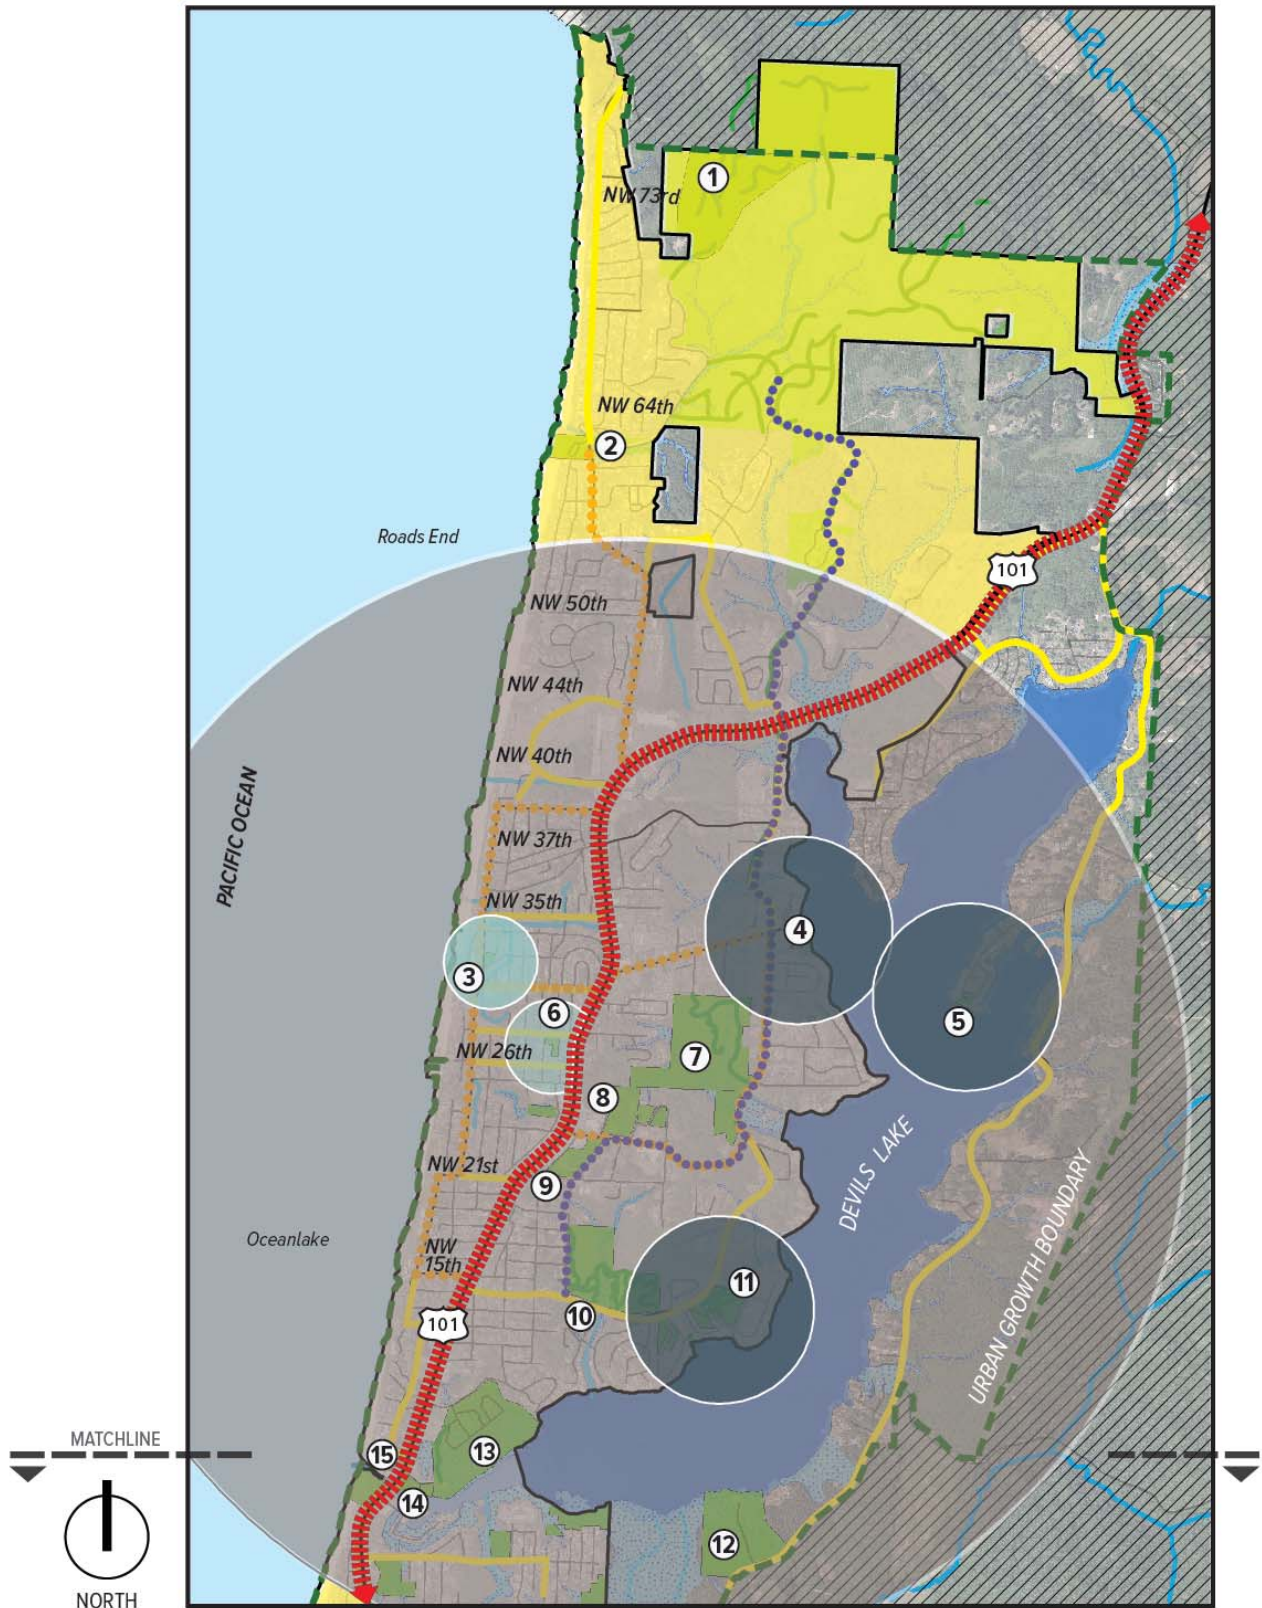 1
NW 73rd
NW 64th
2
Roads End
101
NW 50th
NW 44th
NW 40th
PACIFIC OCEAN
NW 37th
NW 35th
4
3
6
5
NW 26th
7
8
DEVILS LAKE
NW 21st
9
URBAN GROWTH BOUNDARY
Oceanlake
NW
15th
11
10
101
MATCHLINE
15
13
14
12
NORTH